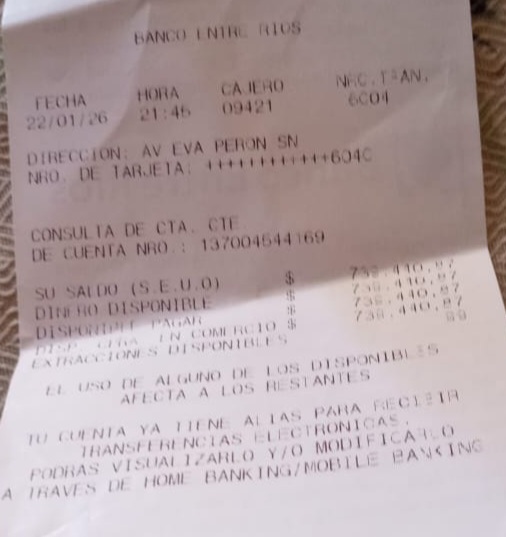 BANCO ENTRE RIOS
FECHA HORA CAJERO NRO.TRAN.
22/01/26 21:46 09421 6C04
DIRECCION: AV EVA PERON SN
NRO. DE TARJETA: ++++++++++++604C
CONSULTA DE CTA. CTE
DE CUENTA NRO.: 137004544169
SU SALDO (S.E.U.O) $ 739.440,87
DINERO DISPONIBLE $ 739.440,87
DISPONIBLE PAGAR $ 739.440,87
DISP. EN COMERCIO $ 739.440,87
EXTRACCIONES DISPONIBLES 99
EL USO DE ALGUNO DE LOS DISPONIBLES
AFECTA A LOS RESTANTES
TU CUENTA YA TIENE ALIAS PARA RECIBIR
TRANSFERENCIAS ELECTRONICAS.
PODRAS VISUALIZARLO Y/O MODIFICARLO
A TRAVES DE HOME BANKING/MOBILE BANKING